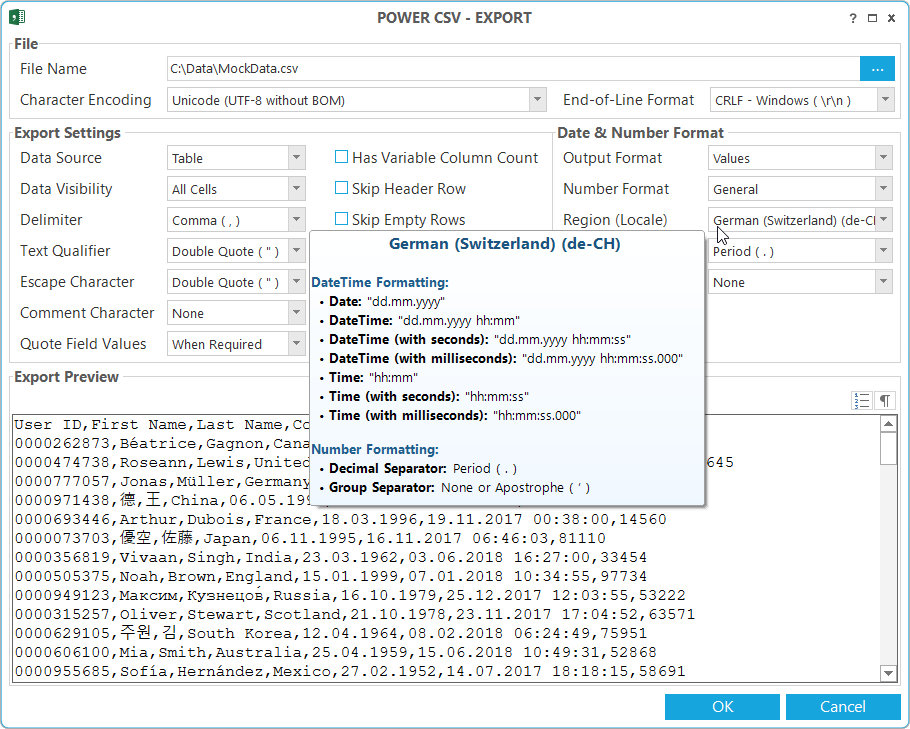 POWER CSV - EXPORT
?
File
File Name C:\Data\MockData.csv ...
Character Encoding Unicode (UTF-8 without BOM) End-of-Line Format CRLF - Windows ( \r\n )
Export Settings Date & Number Format
Data Source Table Has Variable Column Count Output Format Values
Data Visibility All Cells Skip Header Row Number Format General
Delimiter Comma ( , ) Skip Empty Rows Region (Locale) German (Switzerland) (de-CH
Text Qualifier Double Quote ( " ) Period ( . )
Escape Character Double Quote ( " ) None
Comment Character None
Quote Field Values When Required
German (Switzerland) (de-CH)
DateTime Formatting:
• Date: "dd.mm.yyyy"
• DateTime: "dd.mm.yyyy hh:mm"
• DateTime (with seconds): "dd.mm.yyyy hh:mm:ss"
• DateTime (with milliseconds): "dd.mm.yyyy hh:mm:ss.000"
• Time: "hh:mm"
• Time (with seconds): "hh:mm:ss"
• Time (with milliseconds): "hh:mm:ss.000"
Number Formatting:
• Decimal Separator: Period ( . )
• Group Separator: None or Apostrophe ( ' )
Export Preview
User ID,First Name,Last Name,Co
0000262873,Béatrice,Gagnon,Cana
0000474738,Roseann,Lewis,United 645
0000777057,Jonas,Müller,Germany
0000971438,德,王,China,06.05.199
0000693446,Arthur,Dubois,France,18.03.1996,19.11.2017 00:38:00,14560
0000073703,優空,佐藤,Japan,06.11.1995,16.11.2017 06:46:03,81110
0000356819,Vivaan,Singh,India,23.03.1962,03.06.2018 16:27:00,33454
0000505375,Noah,Brown,England,15.01.1999,07.01.2018 10:34:55,97734
0000949123,Максим,Кузнецо́в,Russia,16.10.1979,25.12.2017 12:03:55,53222
0000315257,Oliver,Stewart,Scotland,21.10.1978,23.11.2017 17:04:52,63571
0000629105,주원,김,South Korea,12.04.1964,08.02.2018 06:24:49,75951
0000606100,Mia,Smith,Australia,25.04.1959,15.06.2018 10:49:31,52868
0000955685,Sofía,Hernández,Mexico,27.02.1952,14.07.2017 18:18:15,58691
OK Cancel